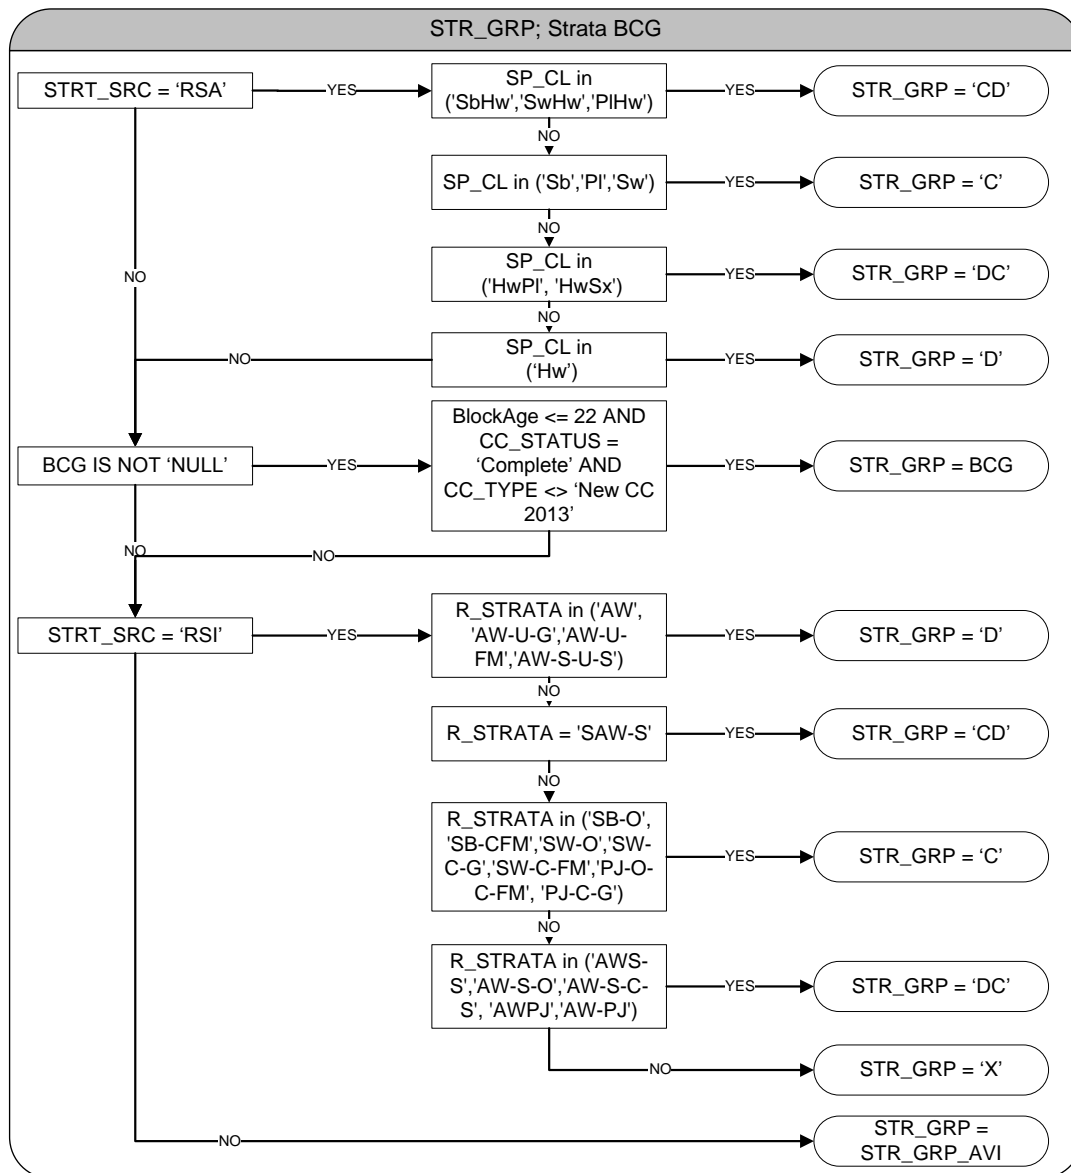 STR_GRP; Strata BCG
STRT_SRC = ‘RSA’
YES
SP_CL in
('SbHw','SwHw','PlHw')
YES
STR_GRP = ‘CD’
NO
SP_CL in ('Sb','Pl','Sw')
YES
STR_GRP = ‘C’
NO
NO
SP_CL in
('HwPl', 'HwSx')
YES
STR_GRP = ‘DC’
NO
NO
SP_CL in
(‘Hw’)
YES
STR_GRP = ‘D’
BCG IS NOT ‘NULL’
YES
BlockAge <= 22 AND
CC_STATUS =
‘Complete’ AND
CC_TYPE <> ‘New CC
2013’
YES
STR_GRP = BCG
NO
NO
STRT_SRC = ‘RSI’
YES
R_STRATA in ('AW',
'AW-U-G','AW-U-
FM','AW-S-U-S')
YES
STR_GRP = ‘D’
NO
R_STRATA = 'SAW-S'
YES
STR_GRP = ‘CD’
NO
R_STRATA in ('SB-O',
'SB-CFM','SW-O','SW-
C-G','SW-C-FM','PJ-O-
C-FM', 'PJ-C-G')
YES
STR_GRP = ‘C’
NO
R_STRATA in ('AWS-
S','AW-S-O','AW-S-C-
S', 'AWPJ','AW-PJ')
YES
STR_GRP = ‘DC’
NO
STR_GRP = ‘X’
NO
STR_GRP =
STR_GRP_AVI